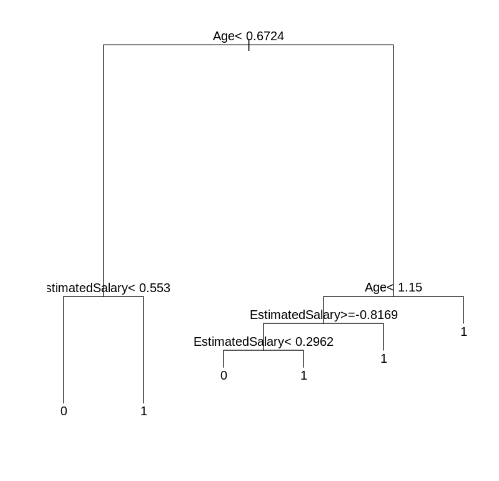 Age< 0.6724
stimatedSalary< 0.553
Age< 1.15
EstimatedSalary>=-0.8169
1
EstimatedSalary< 0.2962
1
0
1
0
1